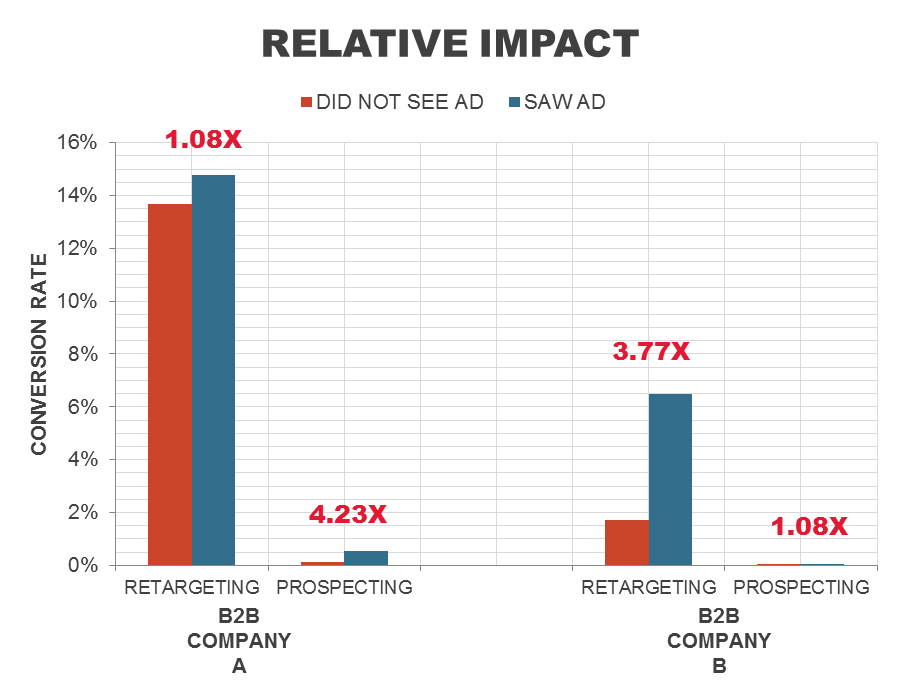 RELATIVE IMPACT
DID NOT SEE AD SAW AD
CONVERSION RATE
16%
14%
12%
10%
8%
6%
4%
2%
0%
1.08X
4.23X
3.77X
1.08X
RETARGETING PROSPECTING RETARGETING PROSPECTING
B2B
COMPANY
A
B2B
COMPANY
B